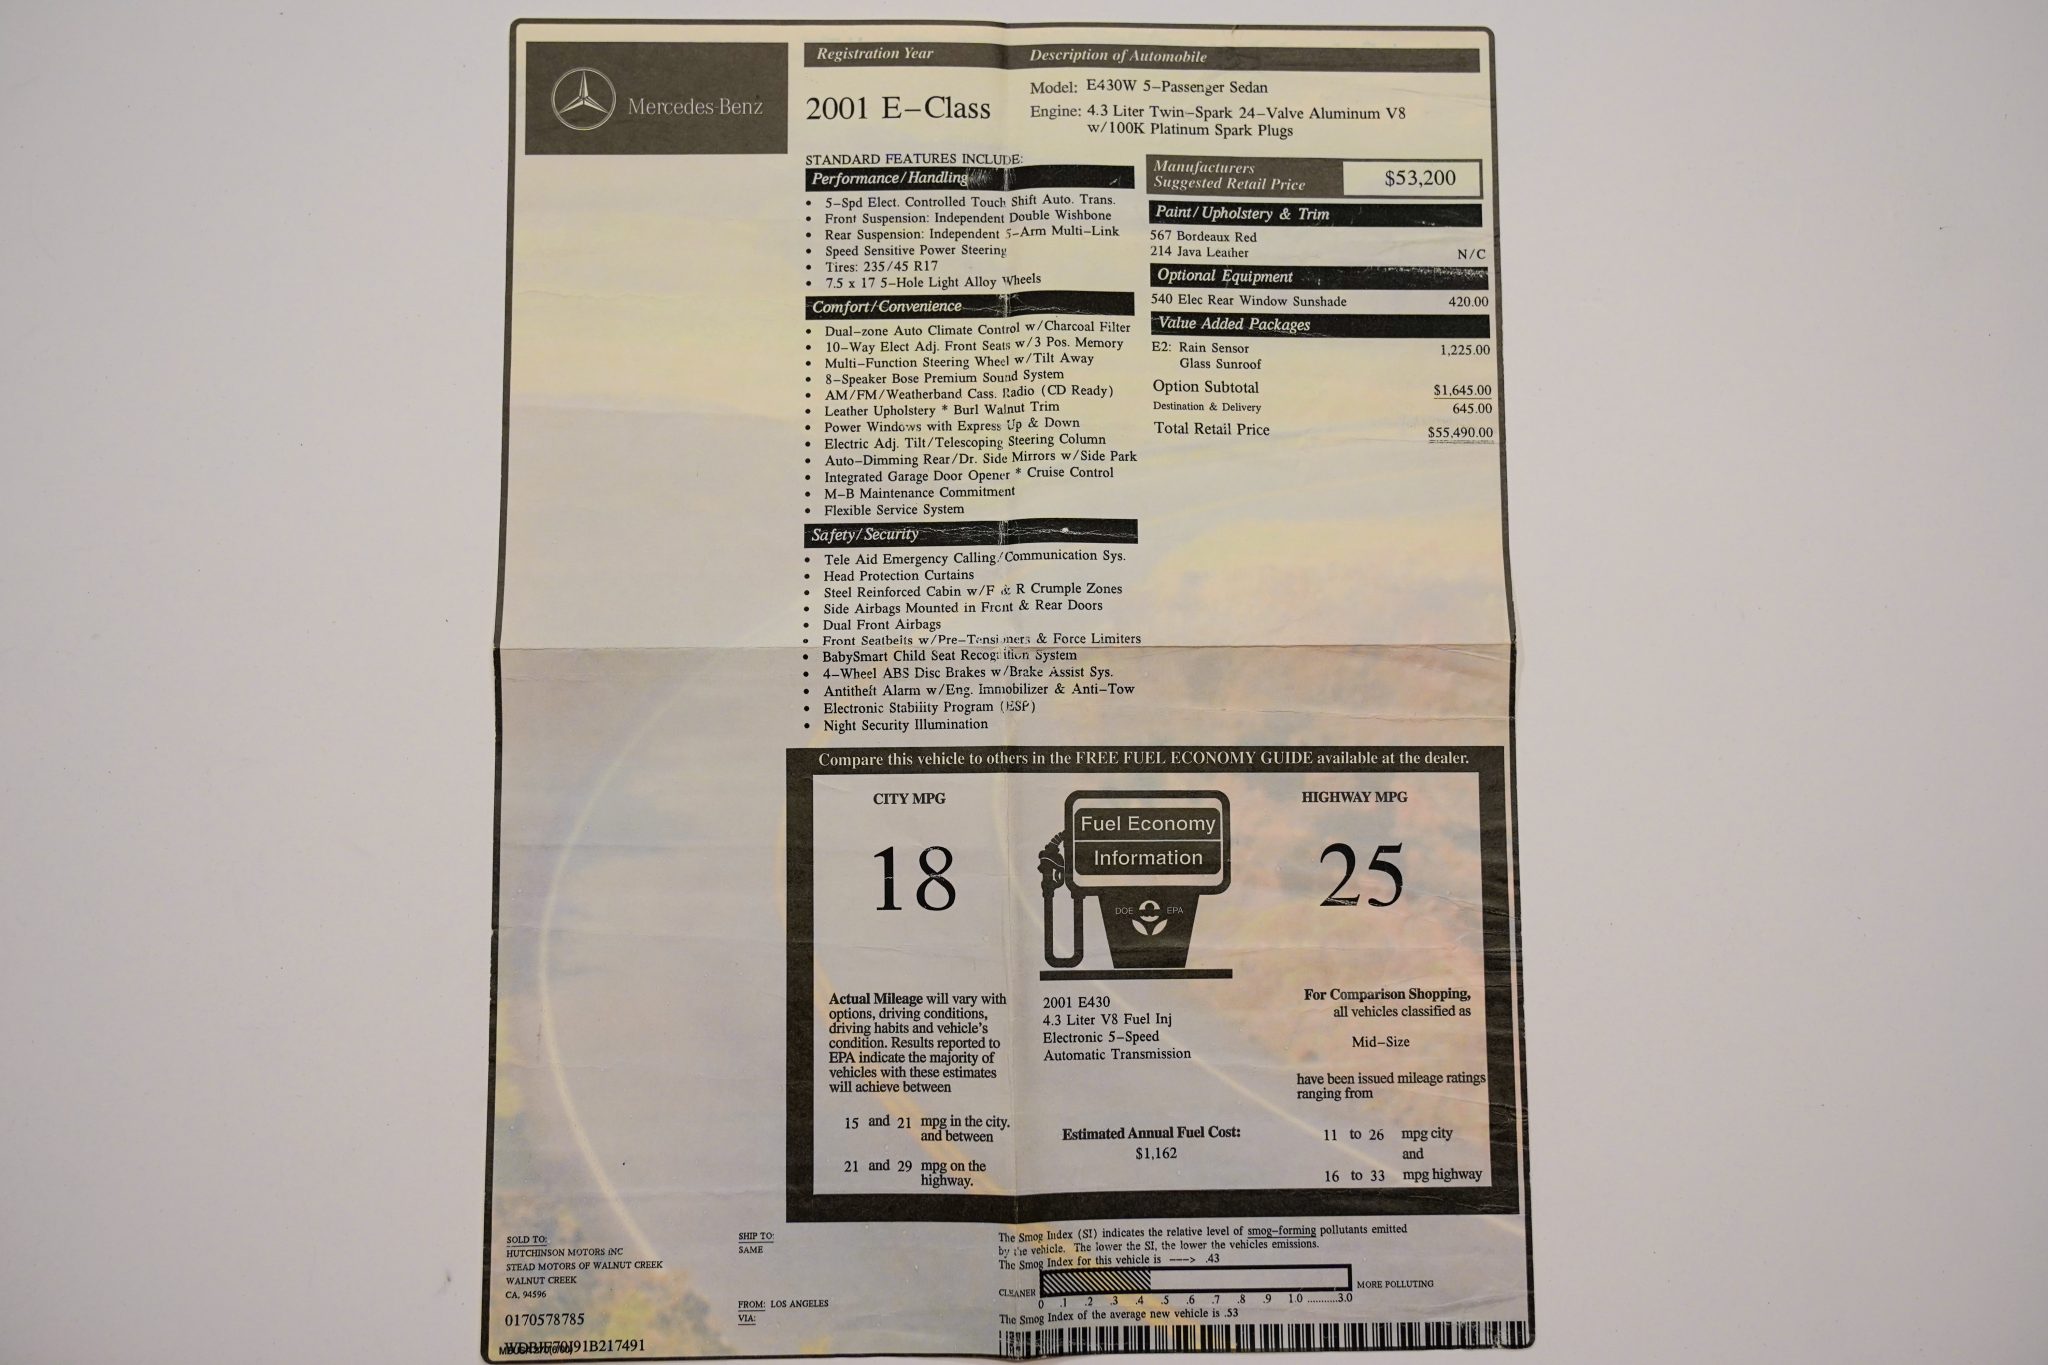 Mercedes-Benz
Registration Year
Description of Automobile
2001 E-Class
Model: E430W 5-Passenger Sedan
Engine: 4.3 Liter Twin-Spark 24-Valve Aluminum V8
w/100K Platinum Spark Plugs
STANDARD FEATURES INCLUDE:
Performance/Handling
• 5-Spd Elect. Controlled Touch Shift Auto. Trans.
• Front Suspension: Independent Double Wishbone
• Rear Suspension: Independent 5-Arm Multi-Link
• Speed Sensitive Power Steering
• Tires: 235/45 R17
• 7.5 x 17 5-Hole Light Alloy Wheels
Comfort/Convenience
• Dual-zone Auto Climate Control w/Charcoal Filter
• 10-Way Elect Adj. Front Seats w/3 Pos. Memory
• Multi-Function Steering Wheel w/Tilt Away
• 8-Speaker Bose Premium Sound System
• AM/FM/Weatherband Cass. Radio (CD Ready)
• Leather Upholstery * Burl Walnut Trim
• Power Windows with Express Up & Down
• Electric Adj. Tilt/Telescoping Steering Column
• Auto-Dimming Rear/Dr. Side Mirrors w/Side Park
• Integrated Garage Door Opener * Cruise Control
• M-B Maintenance Commitment
• Flexible Service System
Safety/Security
• Tele Aid Emergency Calling/Communication Sys.
• Head Protection Curtains
• Steel Reinforced Cabin w/F & R Crumple Zones
• Side Airbags Mounted in Front & Rear Doors
• Dual Front Airbags
• Front Seatbelts w/Pre-Tensioners & Force Limiters
• BabySmart Child Seat Recognition System
• 4-Wheel ABS Disc Brakes w/Brake Assist Sys.
• Antitheft Alarm w/Eng. Immobilizer & Anti-Tow
• Electronic Stability Program (ESP)
• Night Security Illumination
Manufacturers
Suggested Retail Price
$53,200
Paint/Upholstery & Trim
567 Bordeaux Red
214 Java Leather N/C
Optional Equipment
540 Elec Rear Window Sunshade 420.00
Value Added Packages
E2: Rain Sensor 1,225.00
Glass Sunroof
Option Subtotal $1,645.00
Destination & Delivery 645.00
Total Retail Price $55,490.00
Compare this vehicle to others in the FREE FUEL ECONOMY GUIDE available at the dealer.
CITY MPG
18
Fuel Economy
Information
DOE EPA
HIGHWAY MPG
25
Actual Mileage will vary with
options, driving conditions,
driving habits and vehicle's
condition. Results reported to
EPA indicate the majority of
vehicles with these estimates
will achieve between
15 and 21 mpg in the city.
and between
21 and 29 mpg on the
highway.
2001 E430
4.3 Liter V8 Fuel Inj
Electronic 5-Speed
Automatic Transmission
Estimated Annual Fuel Cost:
$1,162
For Comparison Shopping,
all vehicles classified as
Mid-Size
have been issued mileage ratings
ranging from
11 to 26 mpg city
and
16 to 33 mpg highway
SOLD TO:
HUTCHINSON MOTORS INC
STEAD MOTORS OF WALNUT CREEK
WALNUT CREEK
CA, 94596
0170578785
SHIP TO:
SAME
FROM: LOS ANGELES
VIA:
The Smog Index (SI) indicates the relative level of smog-forming pollutants emitted
by the vehicle. The lower the SI, the lower the vehicles emissions.
The Smog Index for this vehicle is ---> .43
CLEANER
MORE POLLUTING
0 .1 .2 .3 .4 .5 .6 .7 .8 .9 1.0 ..........3.0
The Smog Index of the average new vehicle is .53